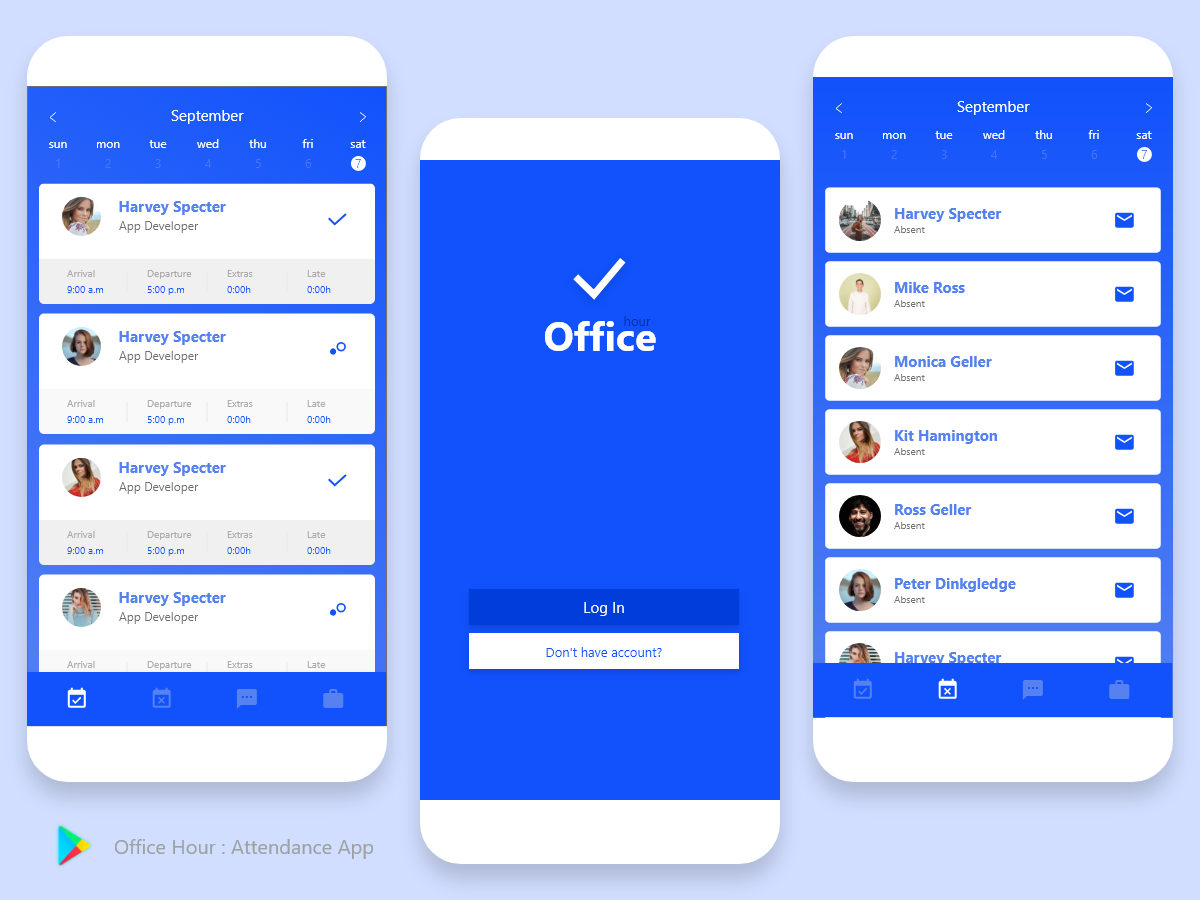 September
sun mon tue wed thu fri sat
1 2 3 4 5 6 7
Harvey Specter
App Developer
Arrival Departure Extras Late
9:00 a.m 5:00 p.m 0:00h 0:00h
Harvey Specter
App Developer
Arrival Departure Extras Late
9:00 a.m 5:00 p.m 0:00h 0:00h
Harvey Specter
App Developer
Arrival Departure Extras Late
9:00 a.m 5:00 p.m 0:00h 0:00h
Harvey Specter
App Developer
Arrival Departure Extras Late
hour
Office
Log In
Don't have account?
September
sun mon tue wed thu fri sat
1 2 3 4 5 6 7
Harvey Specter
Absent
Mike Ross
Absent
Monica Geller
Absent
Kit Hamington
Absent
Ross Geller
Absent
Peter Dinkgledge
Absent
Harvey Specter
Office Hour : Attendance App